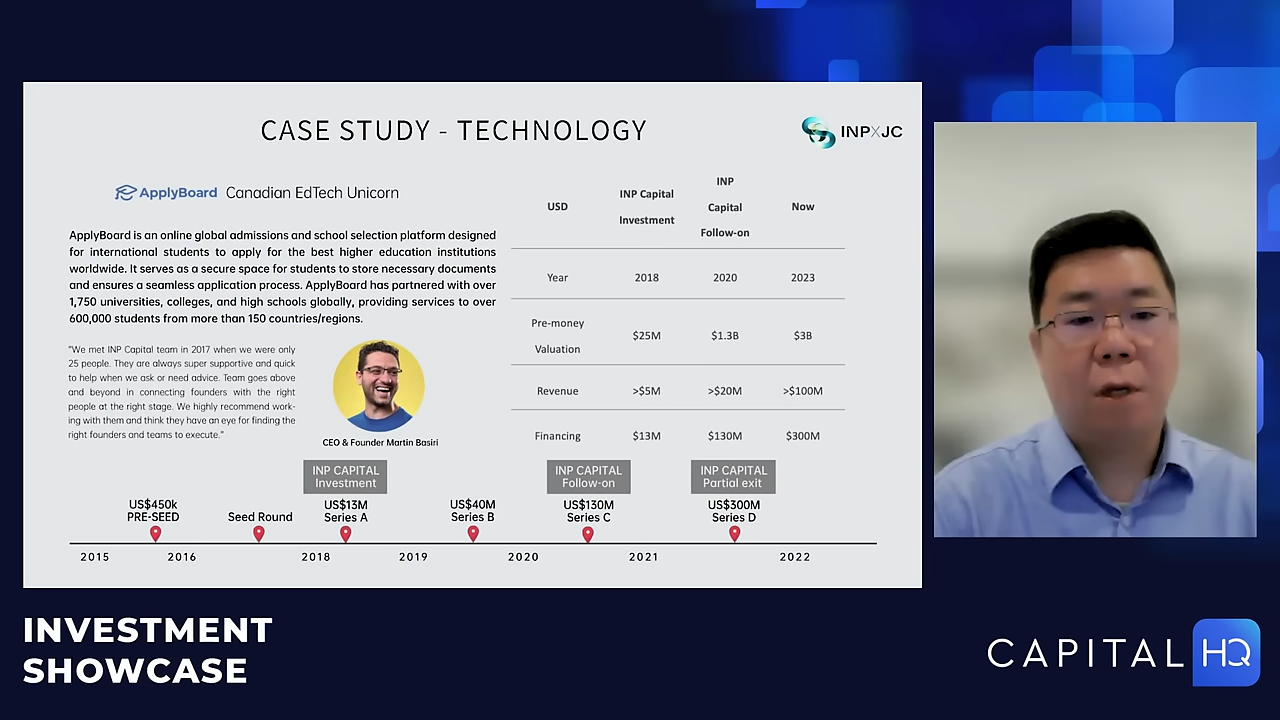 CASE STUDY - TECHNOLOGY
INPXJC
ApplyBoard Canadian EdTech Unicorn
ApplyBoard is an online global admissions and school selection platform designed
for international students to apply for the best higher education institutions
worldwide. It serves as a secure space for students to store necessary documents
and ensures a seamless application process. ApplyBoard has partnered with over
1,750 universities, colleges, and high schools globally, providing services to over
600,000 students from more than 150 countries/regions.
"We met INP Capital team in 2017 when we were only
25 people. They are always super supportive and quick
to help when we ask or need advice. Team goes above
and beyond in connecting founders with the right
people at the right stage. We highly recommend work-
ing with them and think they have an eye for finding the
right founders and teams to execute."
CEO & Founder Martin Basiri
USD
INP Capital
Investment
INP
Capital
Follow-on
Now
Year 2018 2020 2023
Pre-money
Valuation
$25M $1.3B $3B
Revenue >$5M >$20M >$100M
Financing $13M $130M $300M
INP CAPITAL
Investment
INP CAPITAL
Follow-on
INP CAPITAL
Partial exit
US$450k
PRE-SEED
Seed Round
US$13M
Series A
US$40M
Series B
US$130M
Series C
US$300M
Series D
2015 2016 2018 2019 2020 2021 2022
INVESTMENT
SHOWCASE
CAPITAL HQ